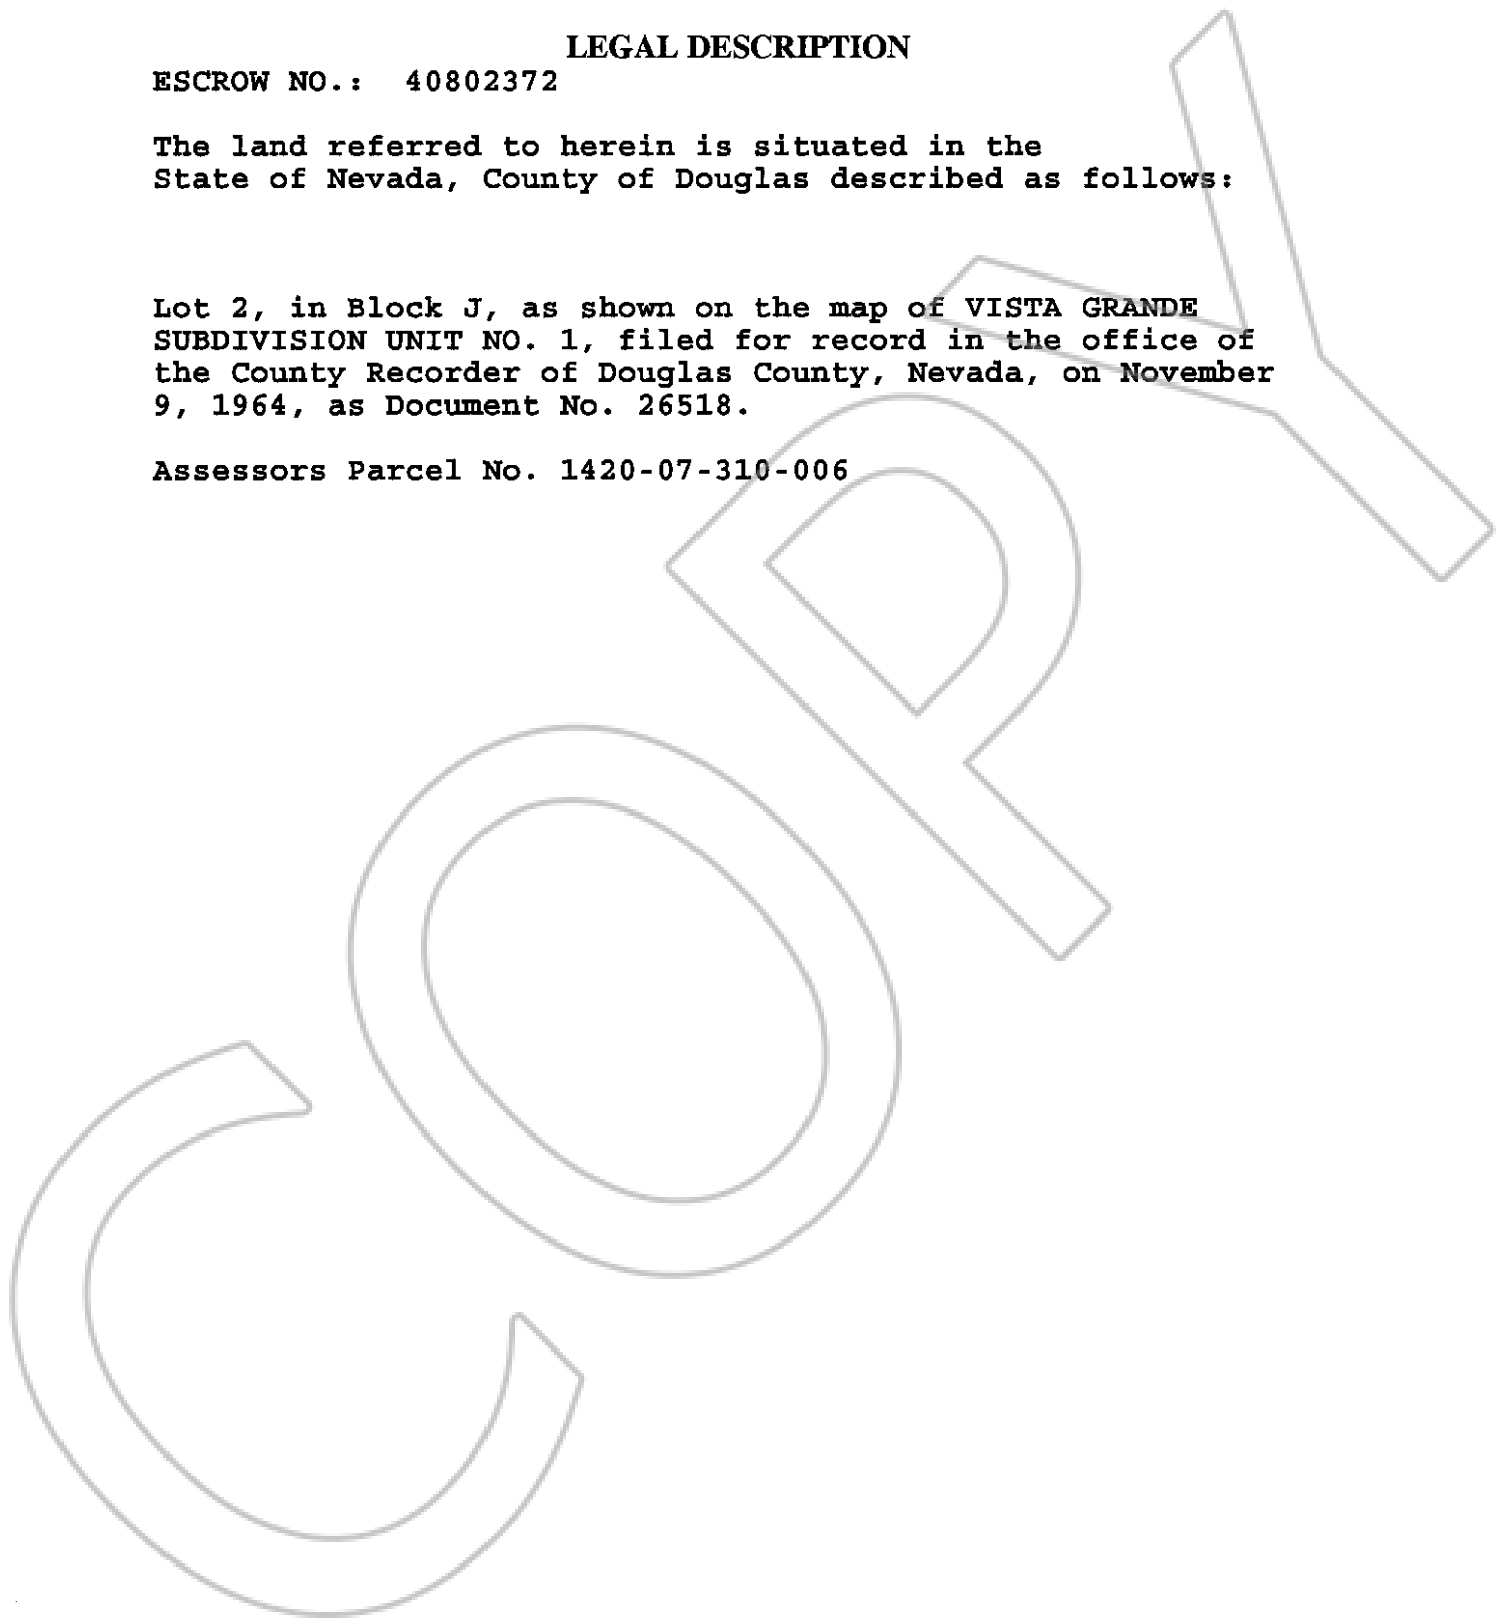 LEGAL DESCRIPTION
ESCROW NO.: 40802372
The land referred to herein is situated in the
State of Nevada, County of Douglas described as follows:
Lot 2, in Block J, as shown on the map of VISTA GRANDE
SUBDIVISION UNIT NO. 1, filed for record in the office of
the County Recorder of Douglas County, Nevada, on November
9, 1964, as Document No. 26518.
Assessors Parcel No. 1420-07-310-006
COPY